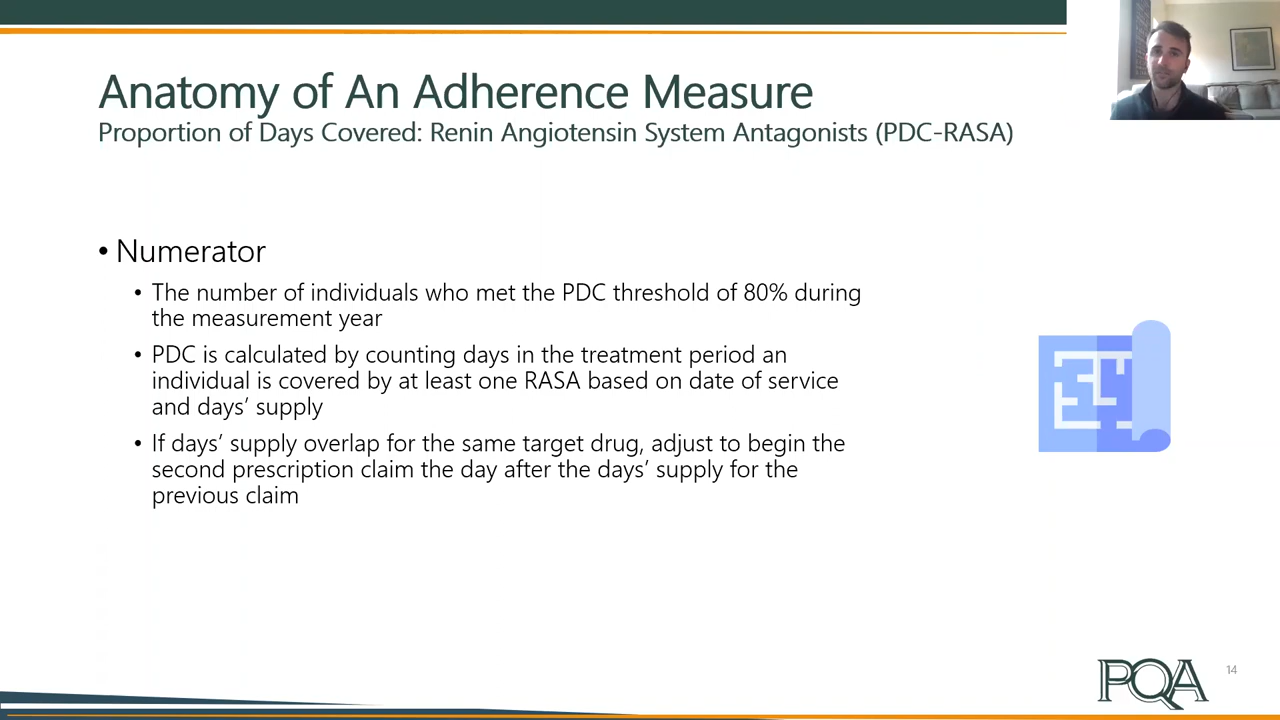 Anatomy of An Adherence Measure
Proportion of Days Covered: Renin Angiotensin System Antagonists (PDC-RASA)
• Numerator
• The number of individuals who met the PDC threshold of 80% during
the measurement year
• PDC is calculated by counting days in the treatment period an
individual is covered by at least one RASA based on date of service
and days’ supply
• If days’ supply overlap for the same target drug, adjust to begin the
second prescription claim the day after the days’ supply for the
previous claim
PQA
14